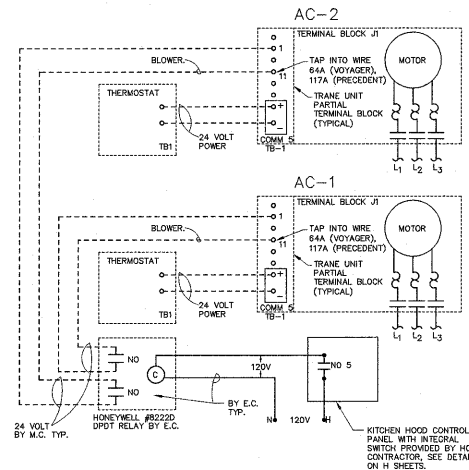 AC-2
TERMINAL BLOCK J1
1
BLOWER.
11
TAP INTO WIRE
64A (VOYAGER),
117A (PRECEDENT)
MOTOR
THERMOSTAT
TRANE UNIT
PARTIAL
TERMINAL BLOCK
(TYPICAL)
+
–
TB1
24 VOLT
POWER
COMM 5
TB-1
L1 L2 L3
AC-1
TERMINAL BLOCK J1
1
BLOWER.
11
TAP INTO WIRE
64A (VOYAGER),
117A (PRECEDENT)
MOTOR
THERMOSTAT
TRANE UNIT
PARTIAL
TERMINAL BLOCK
(TYPICAL)
+
–
TB1
24 VOLT
POWER
COMM 5
TB-1
L1 L2 L3
NO
C
120V
NO 5
NO
BY E.C.
TYP.
N 120V H
24 VOLT
BY M.C. TYP.
HONEYWELL #8222D
DPDT RELAY BY E.C.
KITCHEN HOOD CONTROL
PANEL WITH INTEGRAL
SWITCH PROVIDED BY HO
CONTRACTOR, SEE DETA
ON H SHEETS.